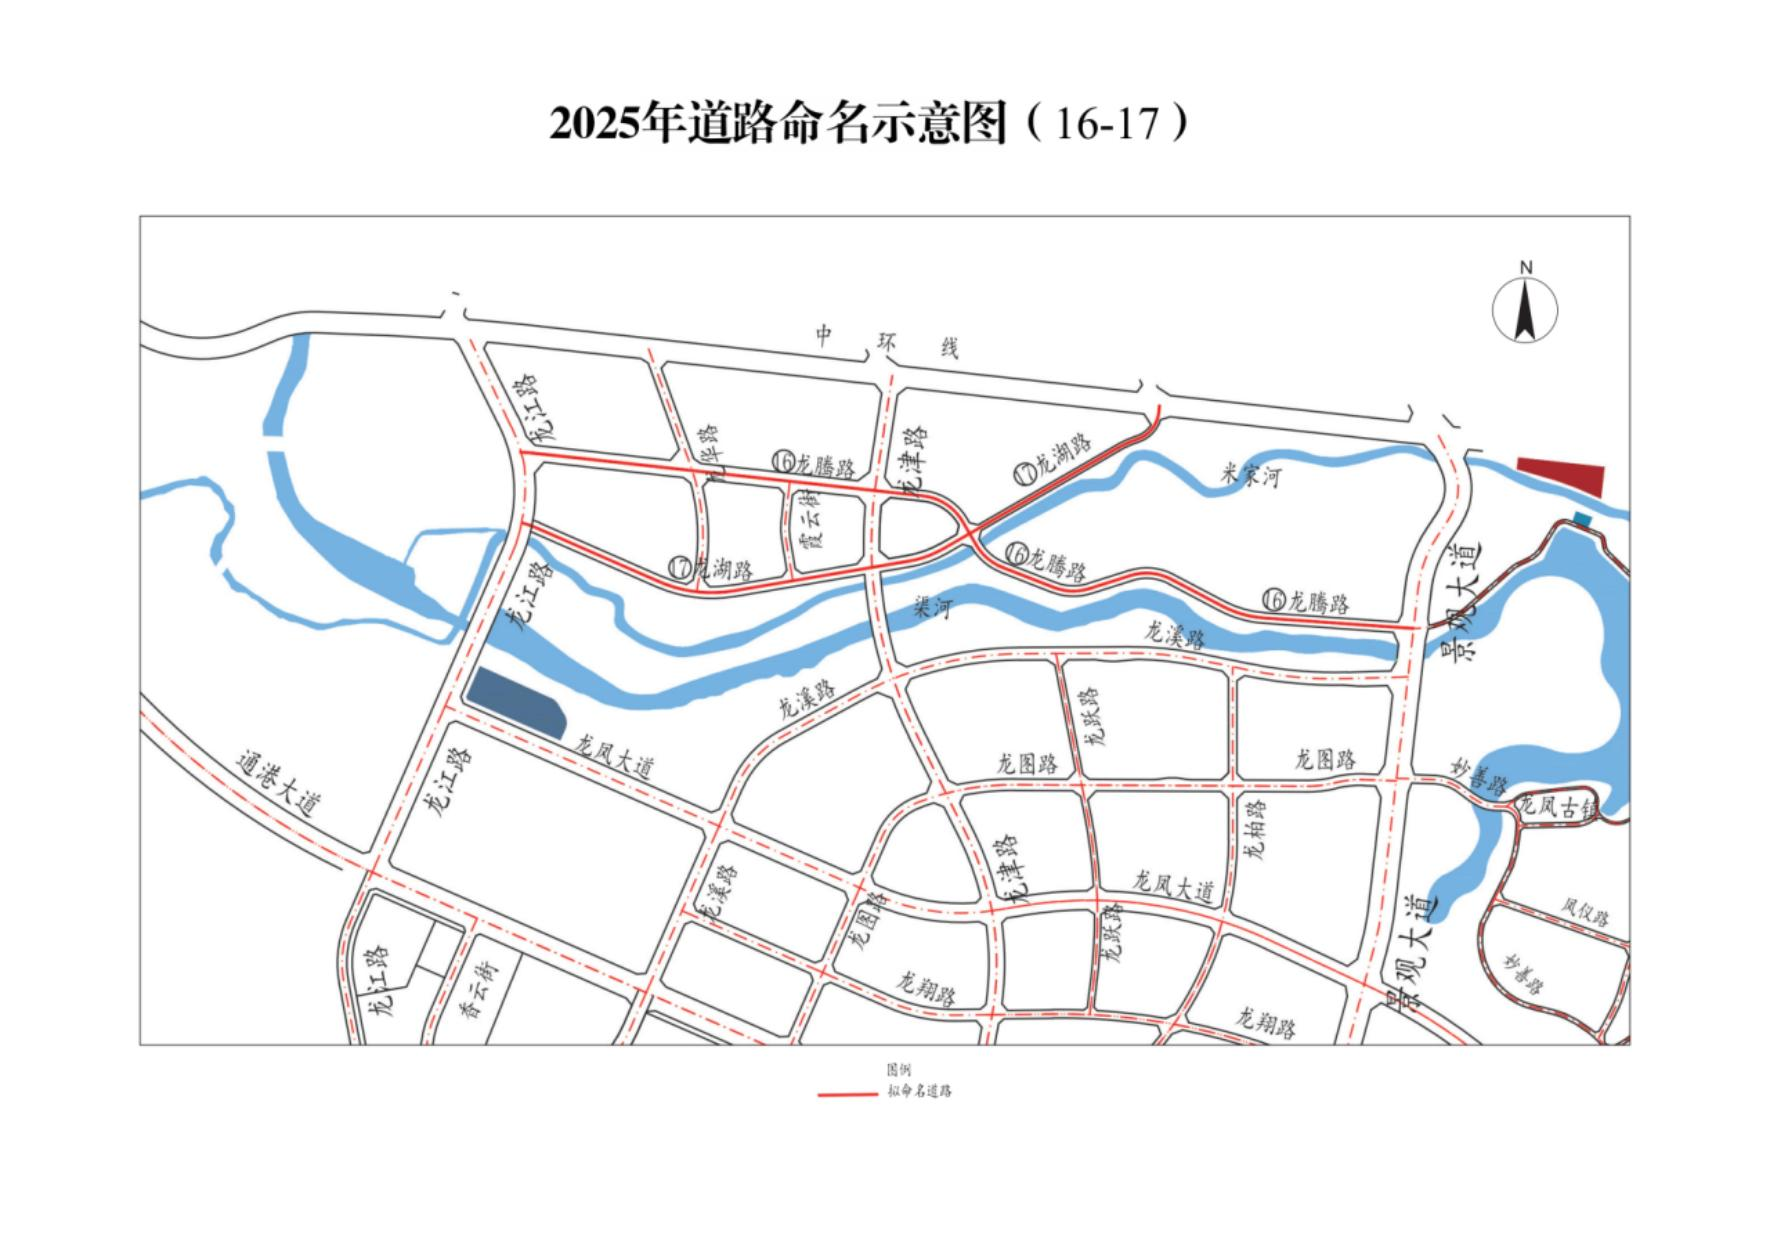 2025年道路命名示意图（16-17）
N
中环线
龙江路
龙华路
⑯龙腾路
龙津路
⑰龙湖路
米家河
霞云街
⑰龙湖路
⑯龙腾路
⑯龙腾路
景观大道
龙江路
渠河
龙溪路
龙溪路
龙跃路
龙凤大道
龙图路
龙图路
妙善路
龙凤古镇
通港大道
龙江路
龙柏路
龙津路
龙凤大道
龙溪路
龙图路
龙跃路
凤仪路
景观大道
妙善路
龙江路
香云街
龙翔路
龙翔路
图例
拟命名道路